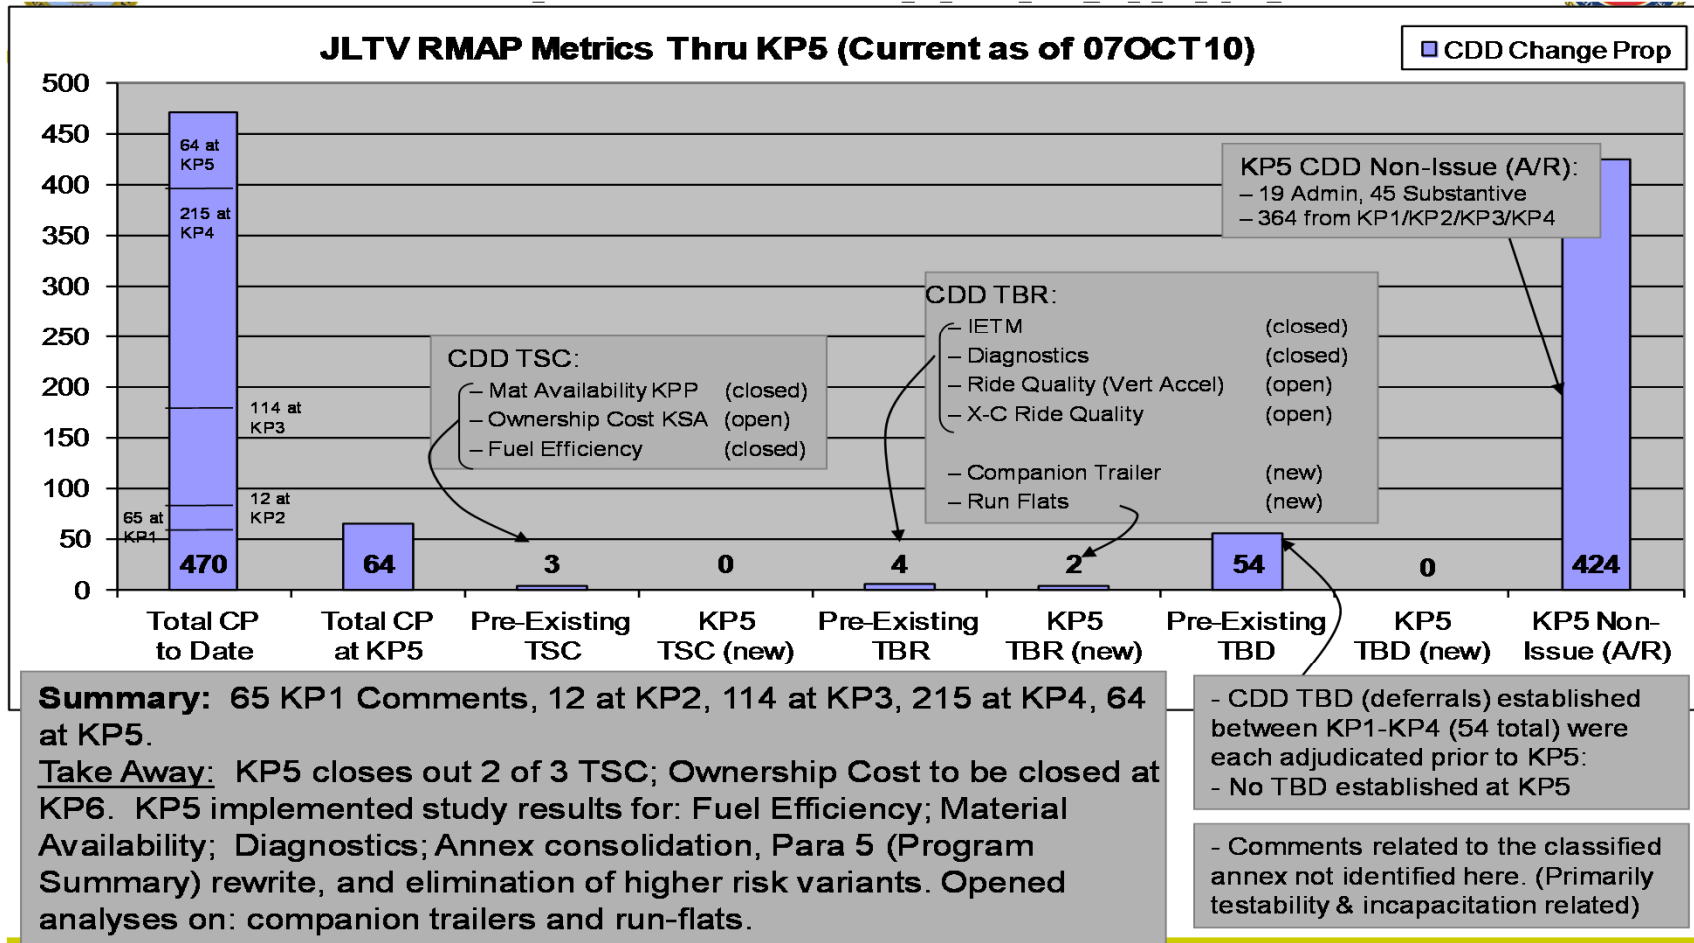 JLTV RMAP Metrics Thru KP5 (Current as of 07OCT10)
CDD Change Prop
500
450
400
350
300
250
200
150
100
50
0
64 at
KP5
215 at
KP4
114 at
KP3
12 at
KP2
65 at
KP1
470
64
3
0
4
2
54
0
424
KP5 CDD Non-Issue (A/R):
– 19 Admin, 45 Substantive
– 364 from KP1/KP2/KP3/KP4
CDD TBR:
– IETM (closed)
– Diagnostics (closed)
– Ride Quality (Vert Accel) (open)
– X-C Ride Quality (open)
– Companion Trailer (new)
– Run Flats (new)
CDD TSC:
– Mat Availability KPP (closed)
– Ownership Cost KSA (open)
– Fuel Efficiency (closed)
Total CP
to Date
Total CP
at KP5
Pre-Existing
TSC
KP5
TSC (new)
Pre-Existing
TBR
KP5
TBR (new)
Pre-Existing
TBD
KP5
TBD (new)
KP5 Non-
Issue (A/R)
Summary: 65 KP1 Comments, 12 at KP2, 114 at KP3, 215 at KP4, 64
at KP5.
Take Away: KP5 closes out 2 of 3 TSC; Ownership Cost to be closed at
KP6. KP5 implemented study results for: Fuel Efficiency; Material
Availability; Diagnostics; Annex consolidation, Para 5 (Program
Summary) rewrite, and elimination of higher risk variants. Opened
analyses on: companion trailers and run-flats.
- CDD TBD (deferrals) established
between KP1-KP4 (54 total) were
each adjudicated prior to KP5:
- No TBD established at KP5
- Comments related to the classified
annex not identified here. (Primarily
testability & incapacitation related)